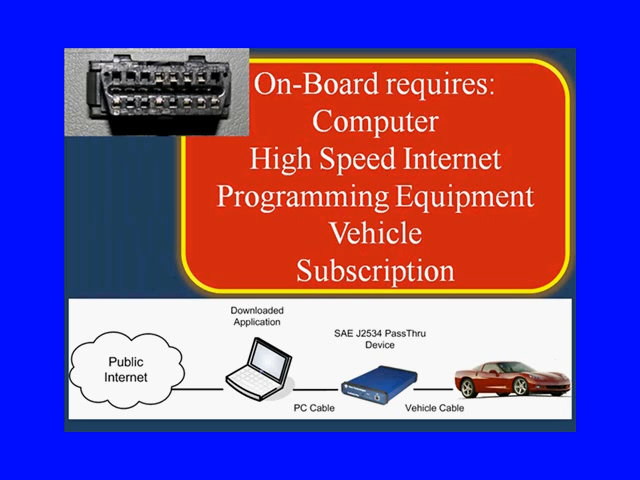 On-Board requires:
Computer
High Speed Internet
Programming Equipment
Vehicle
Subscription
Downloaded
Application
SAE J2534 PassThru
Device
Public
Internet
PC Cable
Vehicle Cable